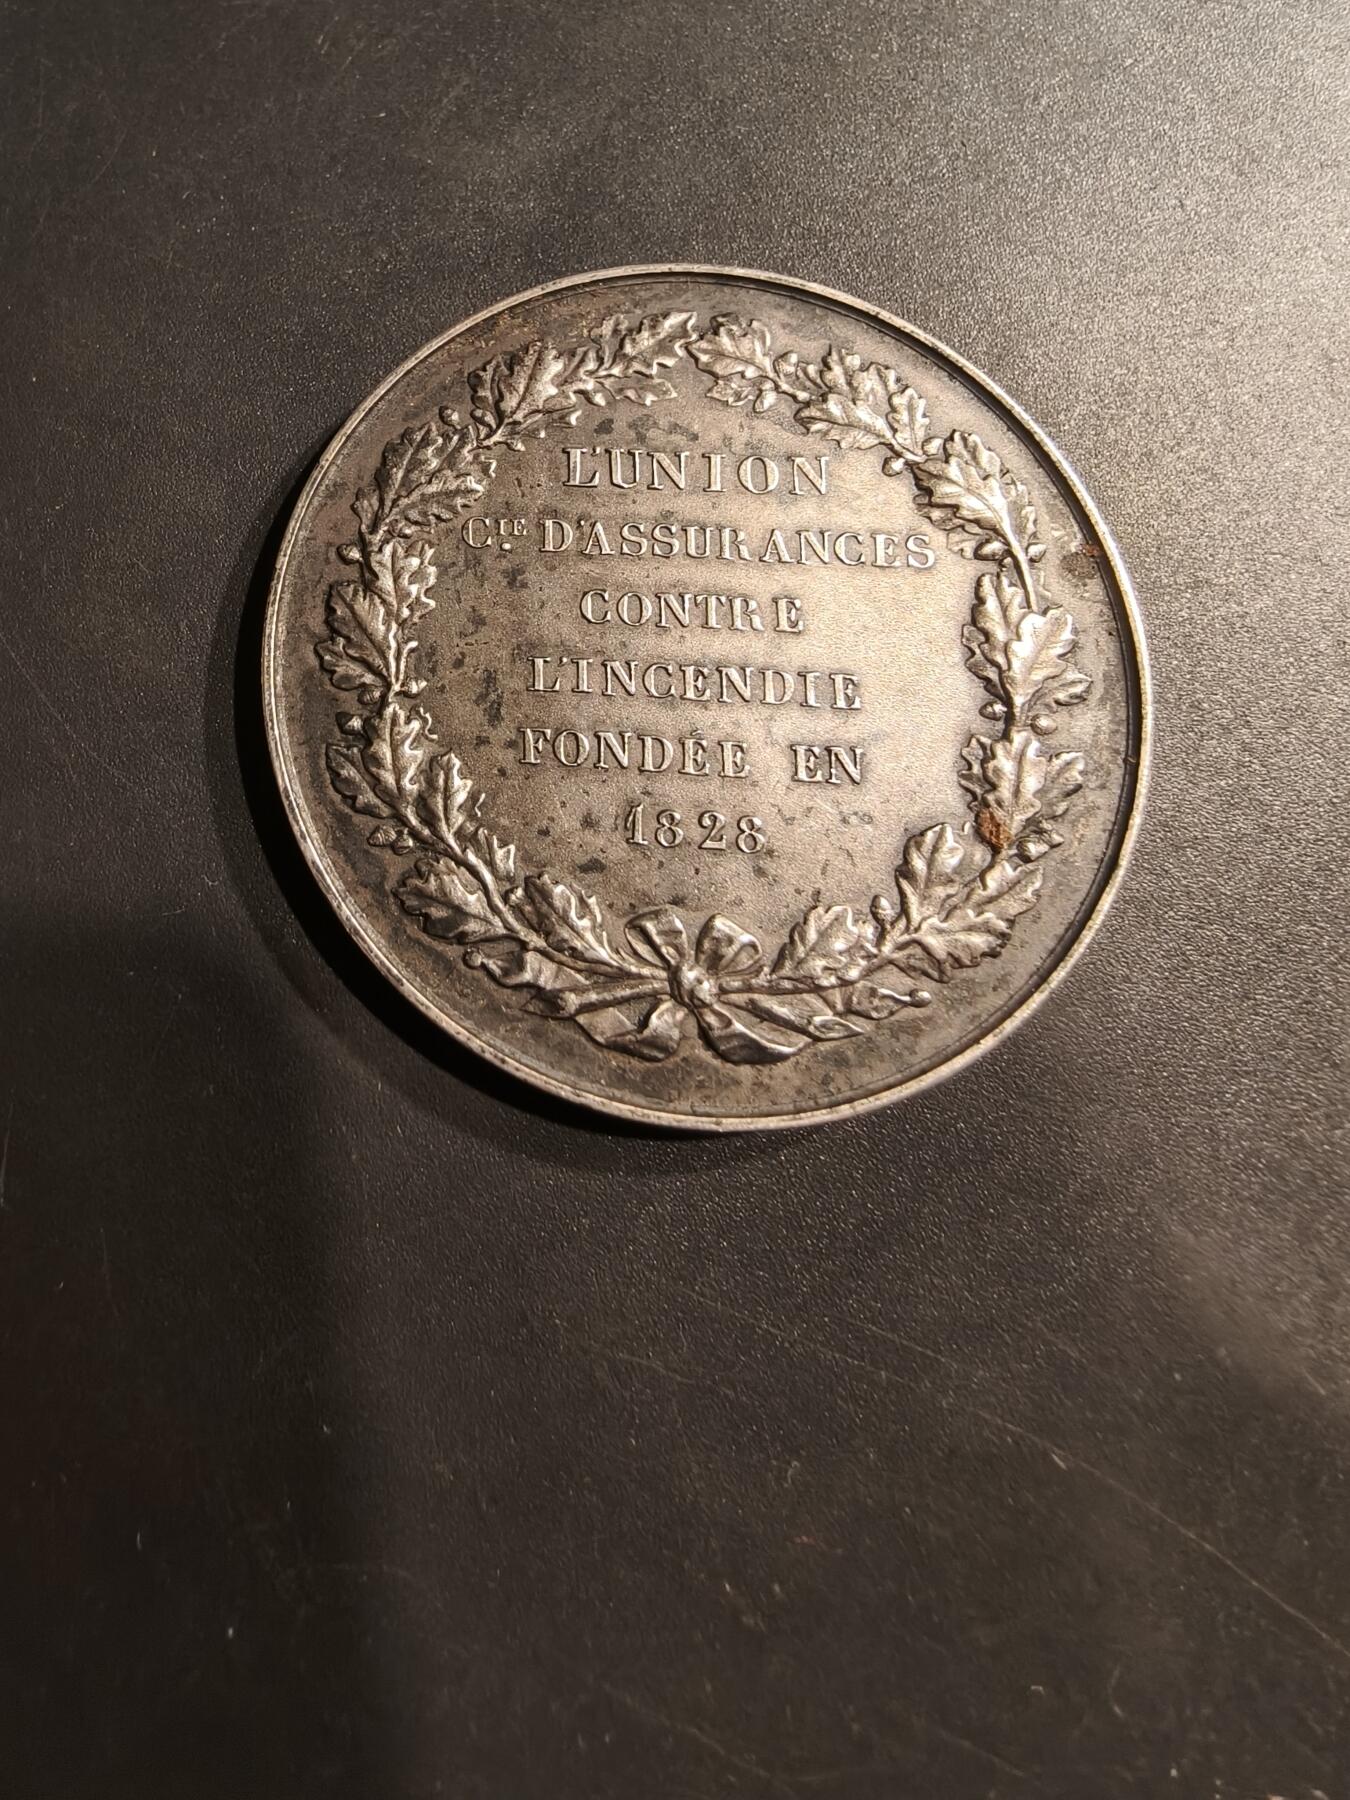 L'UNION
CIE D'ASSURANCES
CONTRE
L'INCENDIE
FONDÉE EN
1828